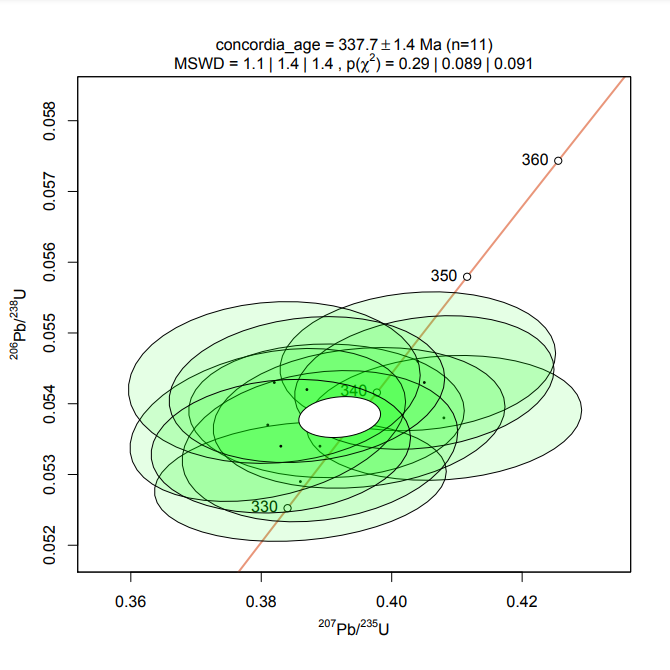 concordia_age = 337.7 ± 1.4 Ma (n=11)
MSWD = 1.1 | 1.4 | 1.4 , p(χ²) = 0.29 | 0.089 | 0.091
0.058
0.057
0.056
0.055
0.054
0.053
0.052
²⁰⁶Pb/²³⁸U
360
350
340
330
0.36 0.38 0.40 0.42
²⁰⁷Pb/²³⁵U